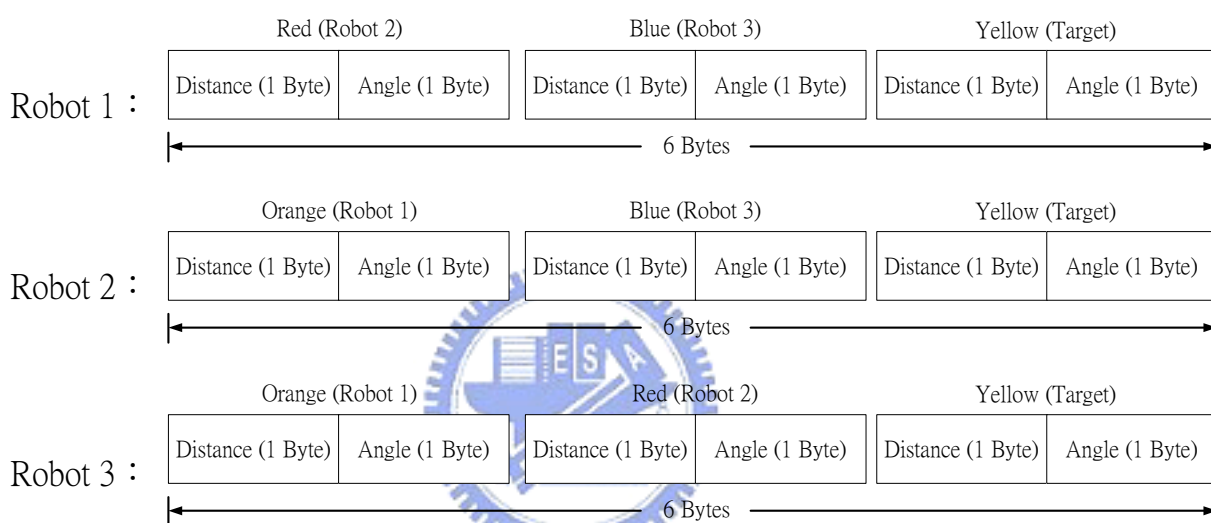 Red (Robot 2) Blue (Robot 3) Yellow (Target)
Robot 1： Distance (1 Byte) Angle (1 Byte) Distance (1 Byte) Angle (1 Byte) Distance (1 Byte) Angle (1 Byte)
6 Bytes
Orange (Robot 1) Blue (Robot 3) Yellow (Target)
Robot 2： Distance (1 Byte) Angle (1 Byte) Distance (1 Byte) Angle (1 Byte) Distance (1 Byte) Angle (1 Byte)
6 Bytes
ESA
Orange (Robot 1) Red (Robot 2) Yellow (Target)
Robot 3： Distance (1 Byte) Angle (1 Byte) Distance (1 Byte) Angle (1 Byte) Distance (1 Byte) Angle (1 Byte)
6 Bytes